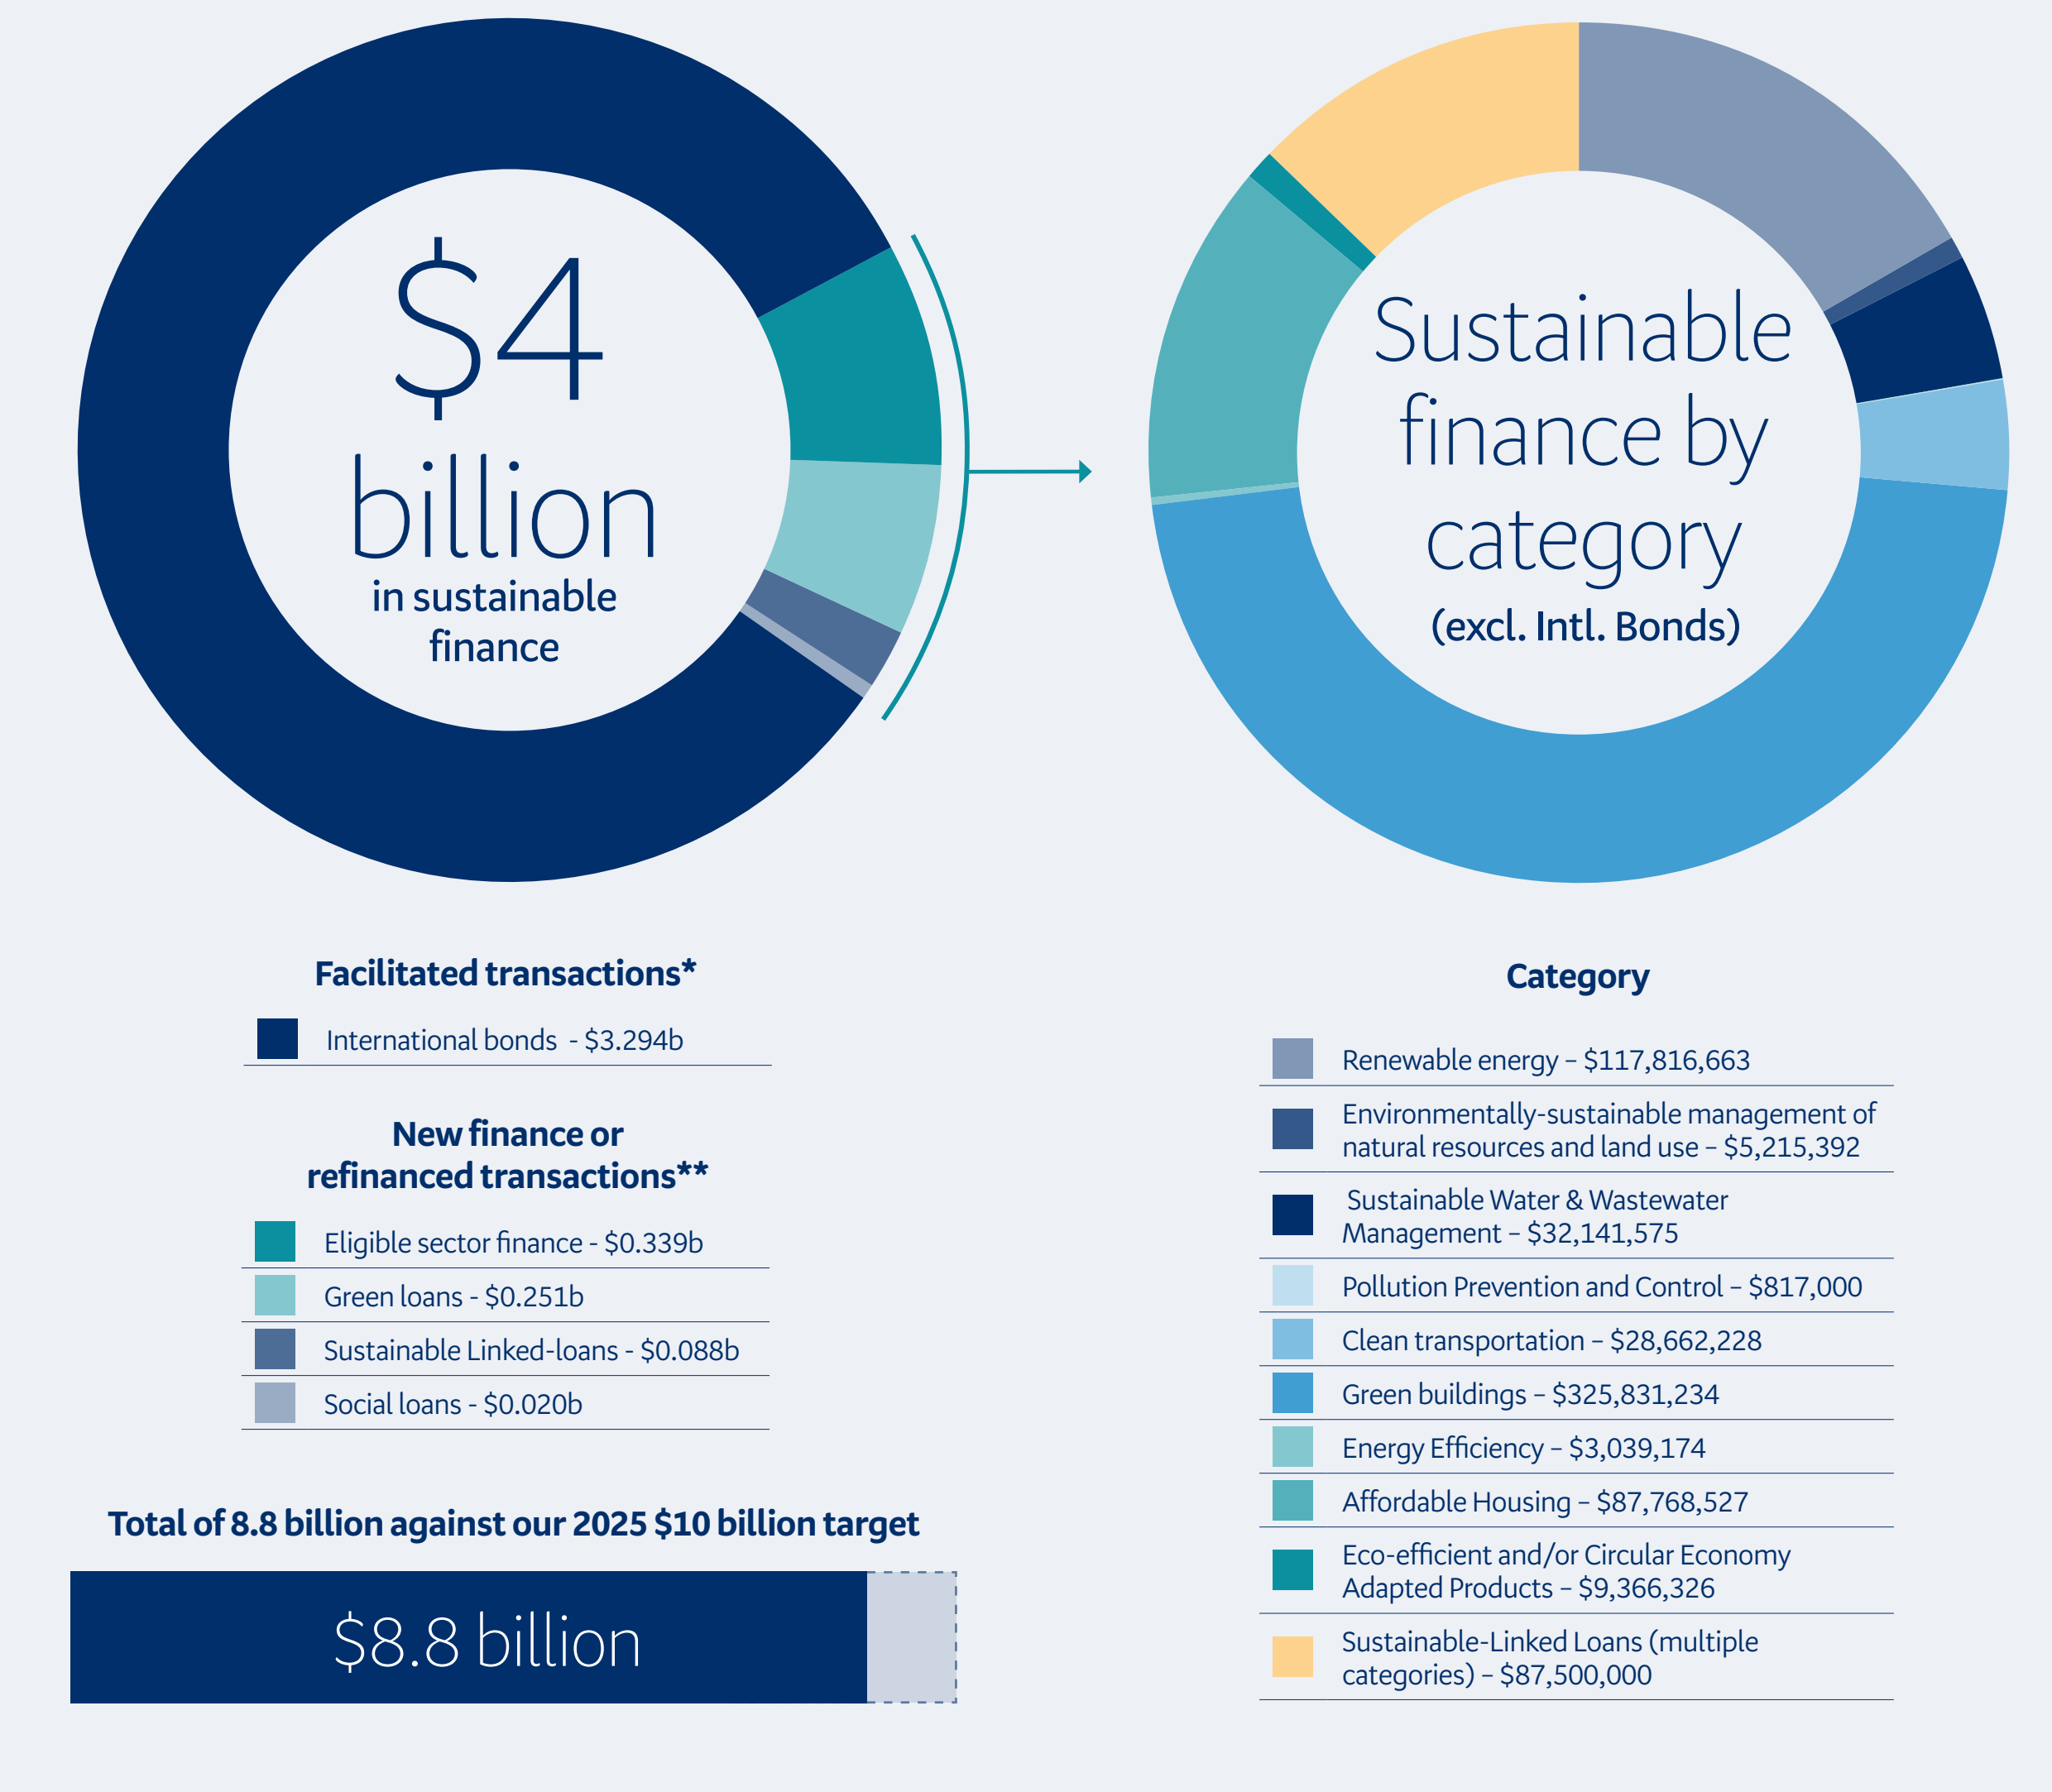 $4
billion
in sustainable
finance
Sustainable
finance by
category
(excl. Intl. Bonds)
Facilitated transactions*
International bonds - $3.294b
New finance or
refinanced transactions**
Eligible sector finance - $0.339b
Green loans - $0.251b
Sustainable Linked-loans - $0.088b
Social loans - $0.020b
Total of 8.8 billion against our 2025 $10 billion target
$8.8 billion
Category
Renewable energy – $117,816,663
Environmentally-sustainable management of
natural resources and land use – $5,215,392
Sustainable Water & Wastewater
Management – $32,141,575
Pollution Prevention and Control – $817,000
Clean transportation – $28,662,228
Green buildings – $325,831,234
Energy Efficiency – $3,039,174
Affordable Housing – $87,768,527
Eco-efficient and/or Circular Economy
Adapted Products – $9,366,326
Sustainable-Linked Loans (multiple
categories) – $87,500,000